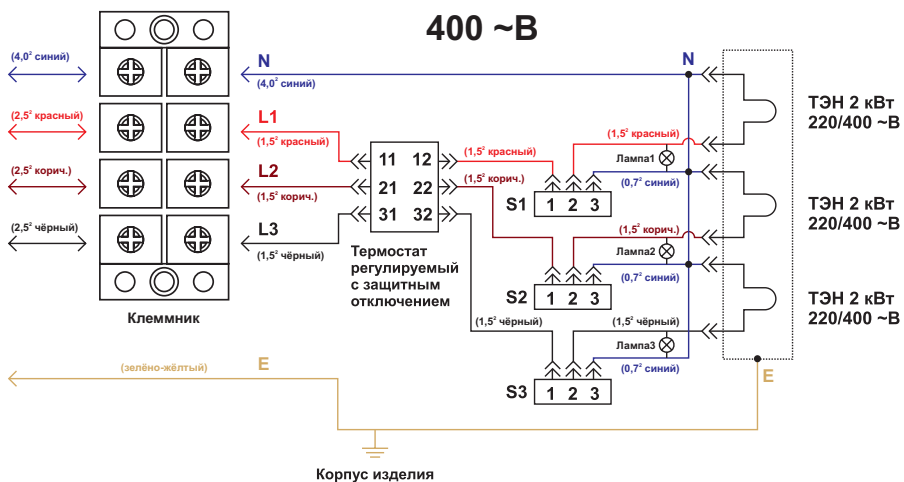 400 ~В
(4,0² синий)
N
(4,0² синий)
(2,5² красный)
L1
(1,5² красный)
(2,5² корич.)
L2
(1,5² корич.)
(2,5² чёрный)
L3
(1,5² чёрный)
Клеммник
11 12
21 22
31 32
Термостат
регулируемый
с защитным
отключением
(1,5² красный)
(1,5² корич.)
(1,5² чёрный)
(1,5² красный)
Лампа1
(0,7² синий)
S1 1 2 3
(1,5² корич.)
Лампа2
(0,7² синий)
S2 1 2 3
(1,5² чёрный)
Лампа3
(0,7² синий)
S3 1 2 3
N
ТЭН 2 кВт
220/400 ~В
ТЭН 2 кВт
220/400 ~В
ТЭН 2 кВт
220/400 ~В
(зелёно-жёлтый)
E
E
Корпус изделия